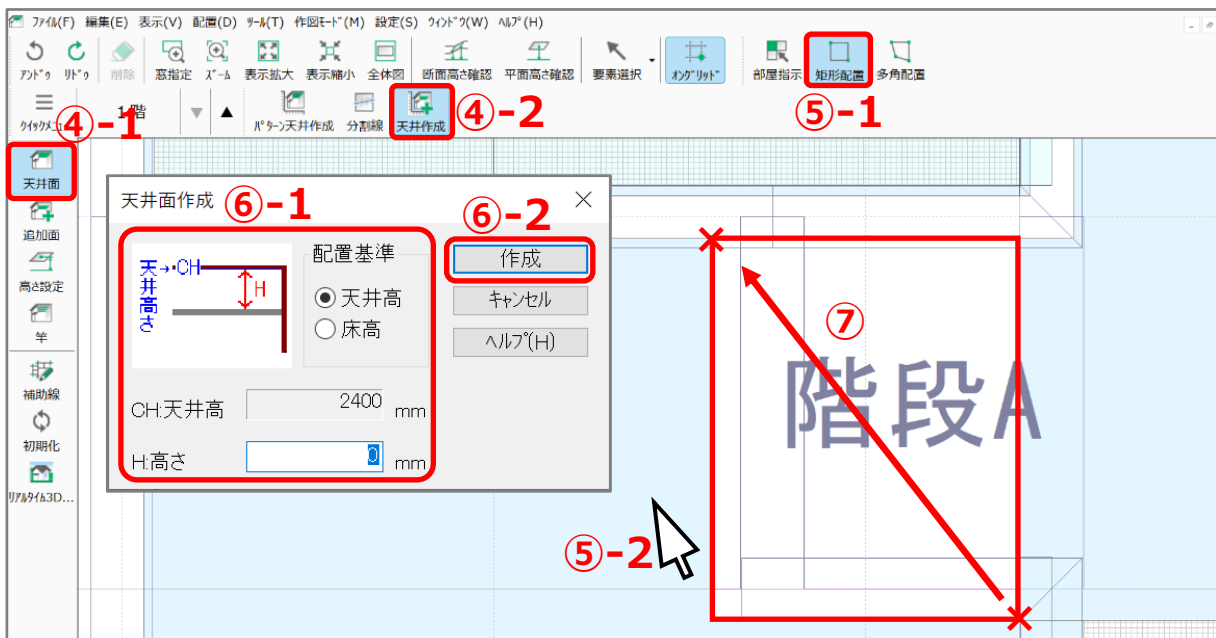 ファイル(F) 編集(E) 表示(V) 配置(D) ツール(T) 作図モード(M) 設定(S) ウィンドウ(W) ヘルプ(H)
アンドゥ リドゥ 削除 窓指定 ズーム 表示拡大 表示縮小 全体図 断面高さ確認 平面高さ確認 要素選択 オングリッド 部屋指示 矩形配置 多角配置
⑤-1
クイックメニュー 1階 パターン天井作成 分割線 天井作成
④-1
④-2
天井面
追加面
高さ設定
竿
補助線
初期化
リアルタイム3D...
天井面作成
⑥-1
⑥-2
天井高さ
CH
H
配置基準
天井高
床高
作成
キャンセル
ヘルプ(H)
CH:天井高 2400 mm
H:高さ 0 mm
⑦
階段A
⑤-2